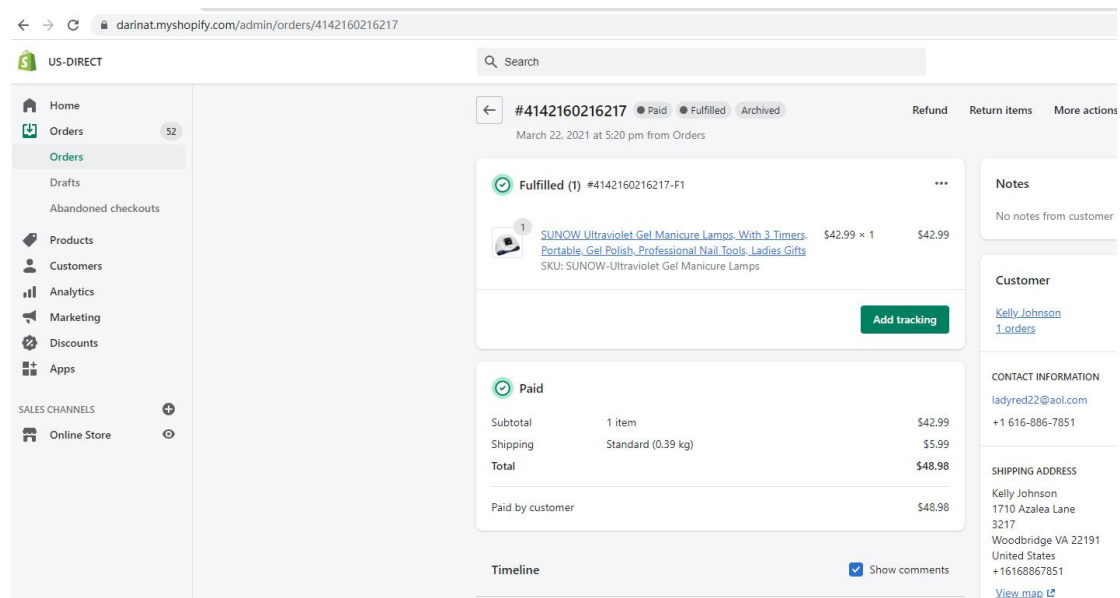 darinat.myshopify.com/admin/orders/4142160216217
US-DIRECT
Search
Home
Orders 52
Orders
Drafts
Abandoned checkouts
Products
Customers
Analytics
Marketing
Discounts
Apps
SALES CHANNELS
Online Store
#4142160216217 Paid Fulfilled Archived
Refund Return items More actions
March 22, 2021 at 5:20 pm from Orders
Fulfilled (1) #4142160216217-F1
1
SUNOW Ultraviolet Gel Manicure Lamps, With 3 Timers, $42.99 × 1 $42.99
Portable, Gel Polish, Professional Nail Tools, Ladies Gifts
SKU: SUNOW-Ultraviolet Gel Manicure Lamps
Add tracking
Paid
Subtotal 1 item $42.99
Shipping Standard (0.39 kg) $5.99
Total $48.98
Paid by customer $48.98
Timeline Show comments
Notes
No notes from customer
Customer
Kelly Johnson
1 orders
CONTACT INFORMATION
ladyred22@aol.com
+1 616-886-7851
SHIPPING ADDRESS
Kelly Johnson
1710 Azalea Lane
3217
Woodbridge VA 22191
United States
+16168867851
View map